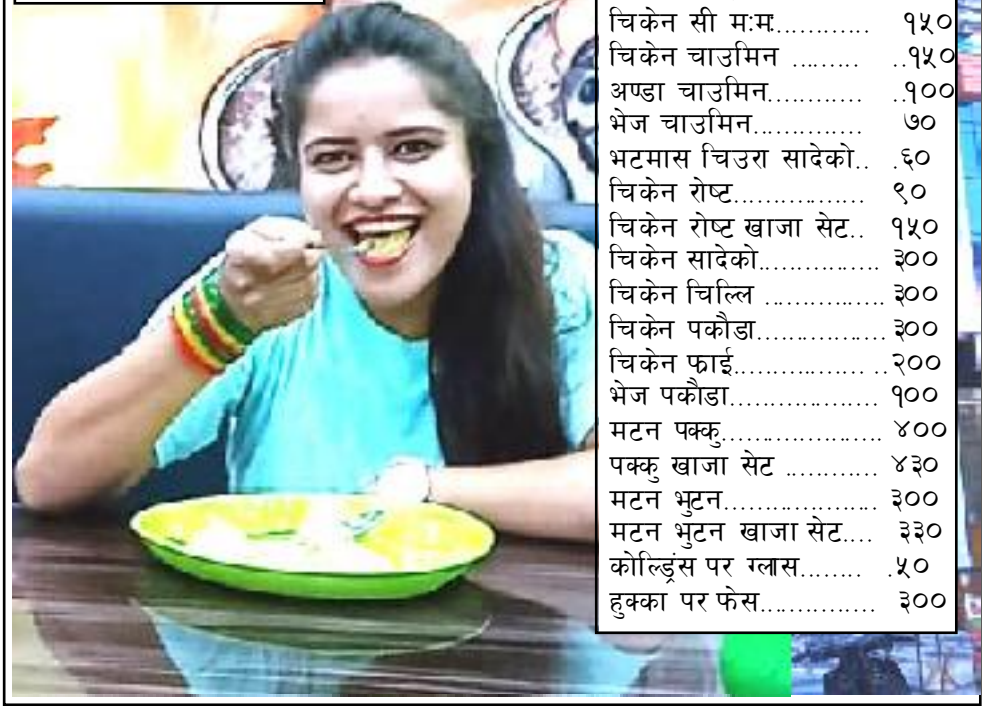 चिकेन सी मःमः............ १५०
चिकेन चाउमिन ......... ..१५०
अण्डा चाउमिन............ ..१००
भेज चाउमिन.............. ७०
भटमास चिउरा सादेको.. .६०
चिकेन रोष्ट................. ९०
चिकेन रोष्ट खाजा सेट.. १५०
चिकेन सादेको................ ३००
चिकेन चिल्लि ................ ३००
चिकेन पकौडा................. ३००
चिकेन फ्राई................. ..२००
भेज पकौडा................... १००
मटन पक्कु...................... ४००
पक्कु खाजा सेट ............ ४३०
मटन भुटन.................... ३००
मटन भुटन खाजा सेट.... ३३०
कोल्ड्रिंस पर ग्लास........ .५०
हुक्का पर फेस............... ३००